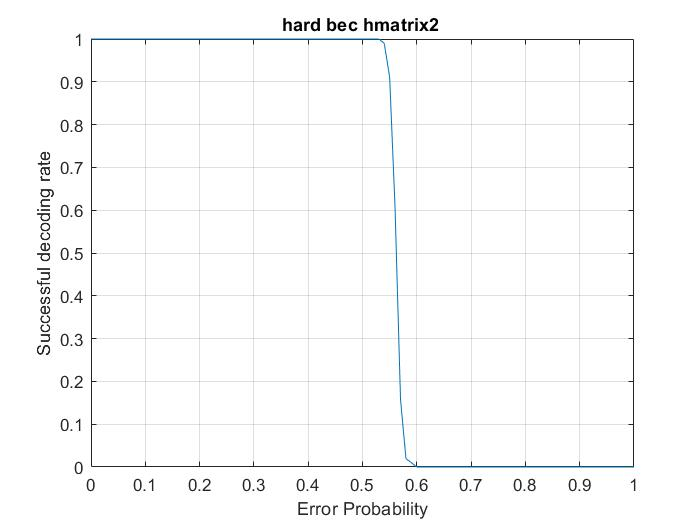 hard bec hmatrix2
1
0.9
0.8
0.7
0.6
0.5
0.4
0.3
0.2
0.1
0
Successful decoding rate
0 0.1 0.2 0.3 0.4 0.5 0.6 0.7 0.8 0.9 1
Error Probability